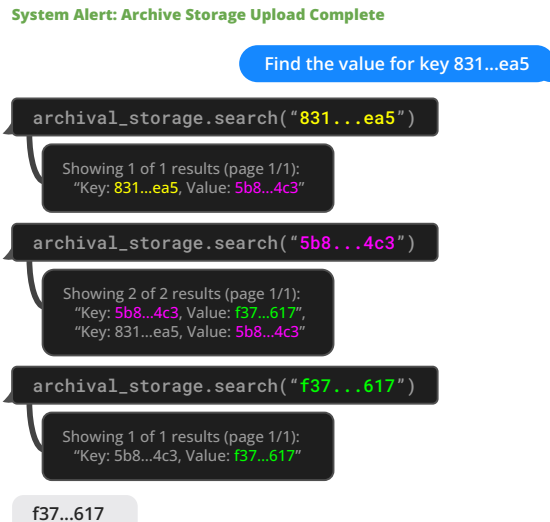 System Alert: Archive Storage Upload Complete
Find the value for key 831...ea5
archival_storage.search("831...ea5")
Showing 1 of 1 results (page 1/1):
“Key: 831...ea5, Value: 5b8...4c3”
archival_storage.search("5b8...4c3")
Showing 2 of 2 results (page 1/1):
“Key: 5b8...4c3, Value: f37...617”,
“Key: 831...ea5, Value: 5b8...4c3”
archival_storage.search("f37...617")
Showing 1 of 1 results (page 1/1):
“Key: 5b8...4c3, Value: f37...617”
f37...617